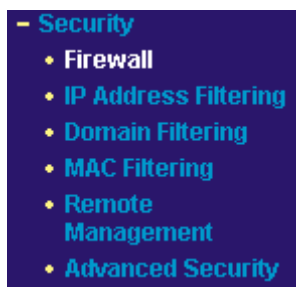 – Security
• Firewall
• IP Address Filtering
• Domain Filtering
• MAC Filtering
• Remote
Management
• Advanced Security